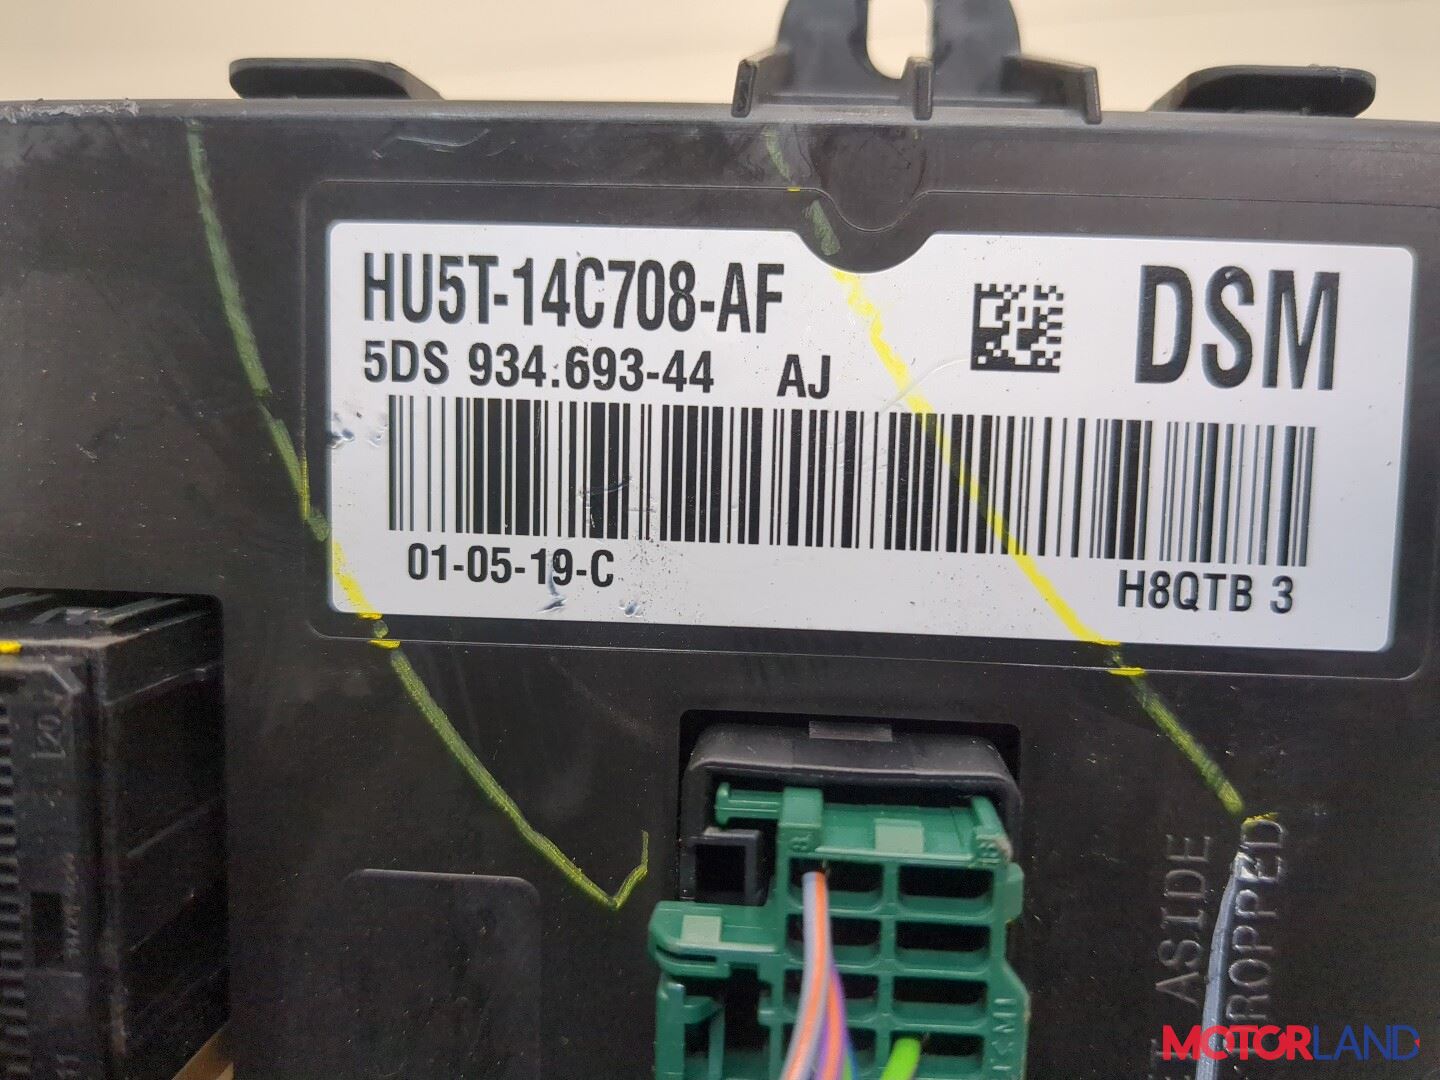 HU5T-14C708-AF
DSM
5DS 934.693-44 AJ
01-05-19-C
H8QTB 3
ASIDE
DROPPED
MOTORLAND